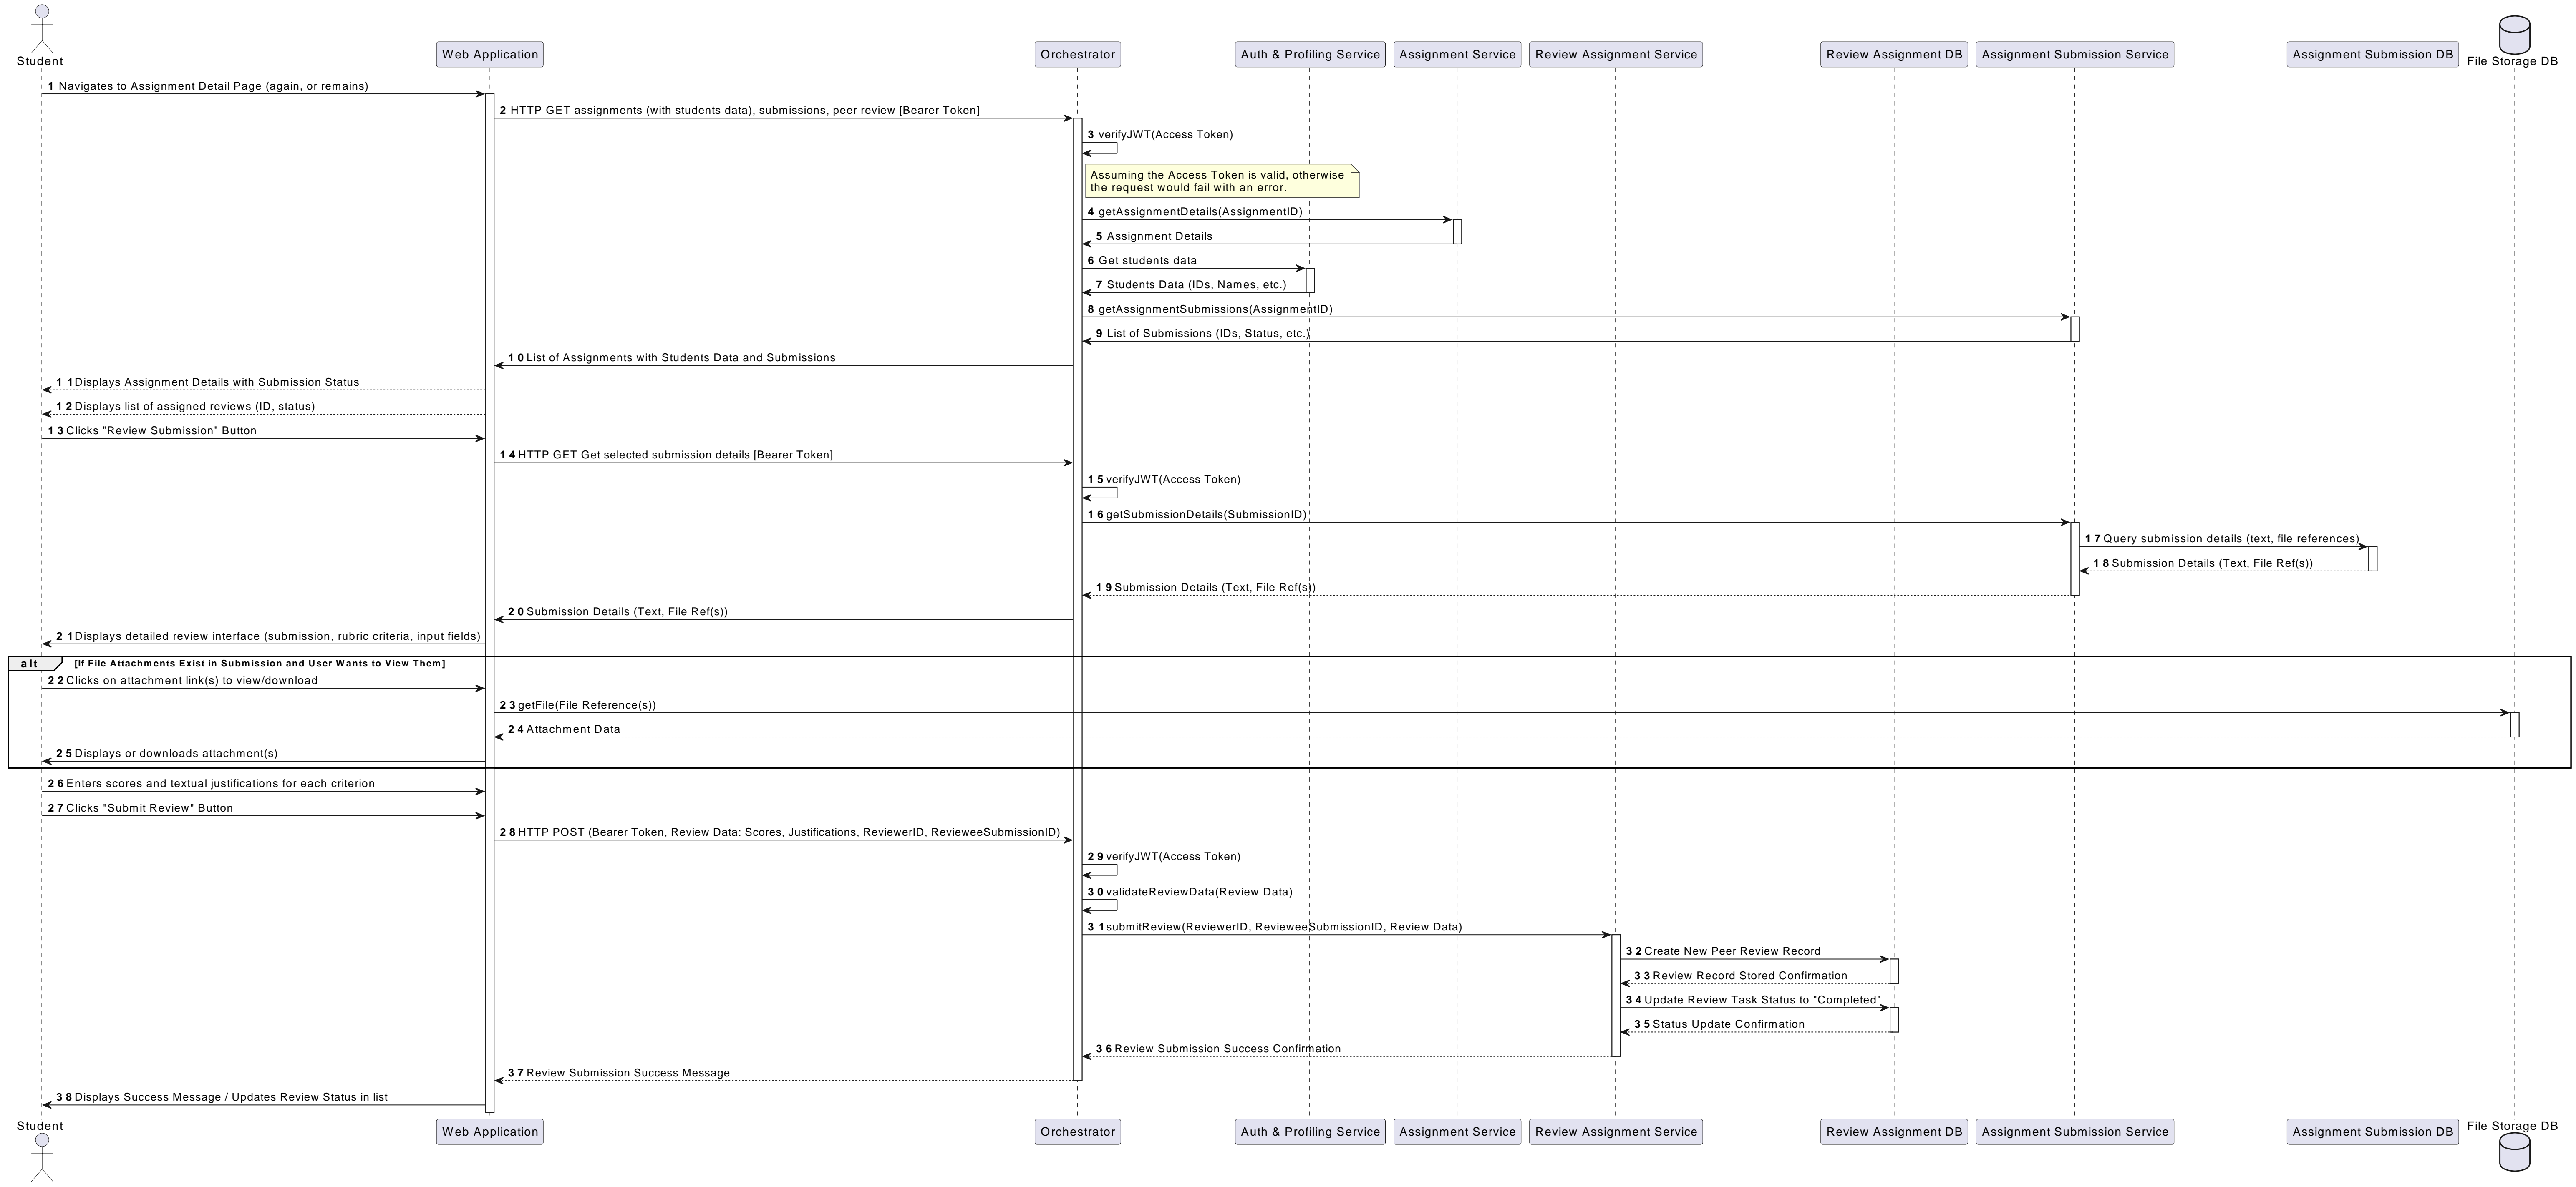 Student
Web Application
Orchestrator
Auth & Profiling Service
Assignment Service
Review Assignment Service
Review Assignment DB
Assignment Submission Service
Assignment Submission DB
File Storage DB
1 Navigates to Assignment Detail Page (again, or remains)
2 HTTP GET assignments (with students data), submissions, peer review [Bearer Token]
3 verifyJWT(Access Token)
Assuming the Access Token is valid, otherwise
the request would fail with an error.
4 getAssignmentDetails(AssignmentID)
5 Assignment Details
6 Get students data
7 Students Data (IDs, Names, etc.)
8 getAssignmentSubmissions(AssignmentID)
9 List of Submissions (IDs, Status, etc.)
10 List of Assignments with Students Data and Submissions
11 Displays Assignment Details with Submission Status
12 Displays list of assigned reviews (ID, status)
13 Clicks "Review Submission" Button
14 HTTP GET Get selected submission details [Bearer Token]
15 verifyJWT(Access Token)
16 getSubmissionDetails(SubmissionID)
17 Query submission details (text, file references)
18 Submission Details (Text, File Ref(s))
19 Submission Details (Text, File Ref(s))
20 Submission Details (Text, File Ref(s))
21 Displays detailed review interface (submission, rubric criteria, input fields)
alt [If File Attachments Exist in Submission and User Wants to View Them]
22 Clicks on attachment link(s) to view/download
23 getFile(File Reference(s))
24 Attachment Data
25 Displays or downloads attachment(s)
26 Enters scores and textual justifications for each criterion
27 Clicks "Submit Review" Button
28 HTTP POST (Bearer Token, Review Data: Scores, Justifications, ReviewerID, RevieweeSubmissionID)
29 verifyJWT(Access Token)
30 validateReviewData(Review Data)
31 submitReview(ReviewerID, RevieweeSubmissionID, Review Data)
32 Create New Peer Review Record
33 Review Record Stored Confirmation
34 Update Review Task Status to "Completed"
35 Status Update Confirmation
36 Review Submission Success Confirmation
37 Review Submission Success Message
38 Displays Success Message / Updates Review Status in list
Student
Web Application
Orchestrator
Auth & Profiling Service
Assignment Service
Review Assignment Service
Review Assignment DB
Assignment Submission Service
Assignment Submission DB
File Storage DB